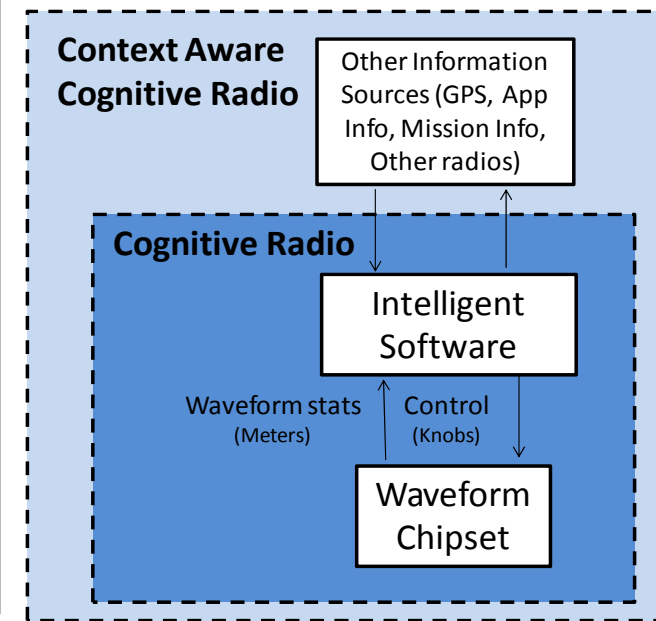 Context Aware
Cognitive Radio
Other Information
Sources (GPS, App
Info, Mission Info,
Other radios)
Cognitive Radio
Intelligent
Software
Waveform stats
(Meters)
Control
(Knobs)
Waveform
Chipset